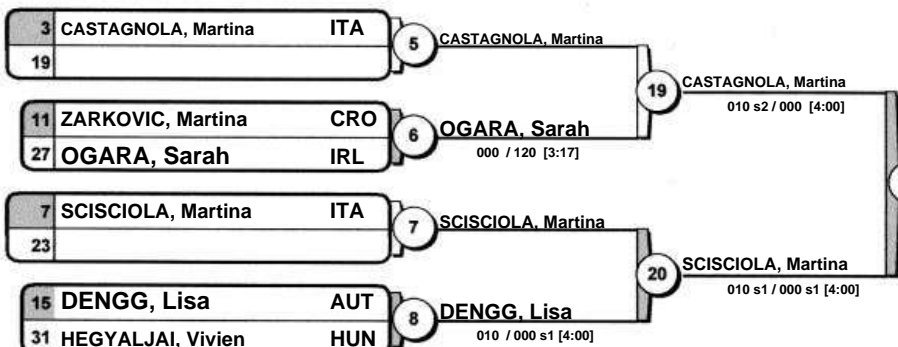 3 CASTAGNOLA, Martina ITA
19
5 CASTAGNOLA, Martina
19 CASTAGNOLA, Martina
010 s2 / 000 [4:00]
11 ZARKOVIC, Martina CRO
27 OGARA, Sarah IRL
6 OGARA, Sarah
000 / 120 [3:17]
7 SCISCIOLA, Martina ITA
23
7 SCISCIOLA, Martina
20 SCISCIOLA, Martina
010 s1 / 000 s1 [4:00]
15 DENGG, Lisa AUT
31 HEGYALJAI, Vivien HUN
8 DENGG, Lisa
010 / 000 s1 [4:00]